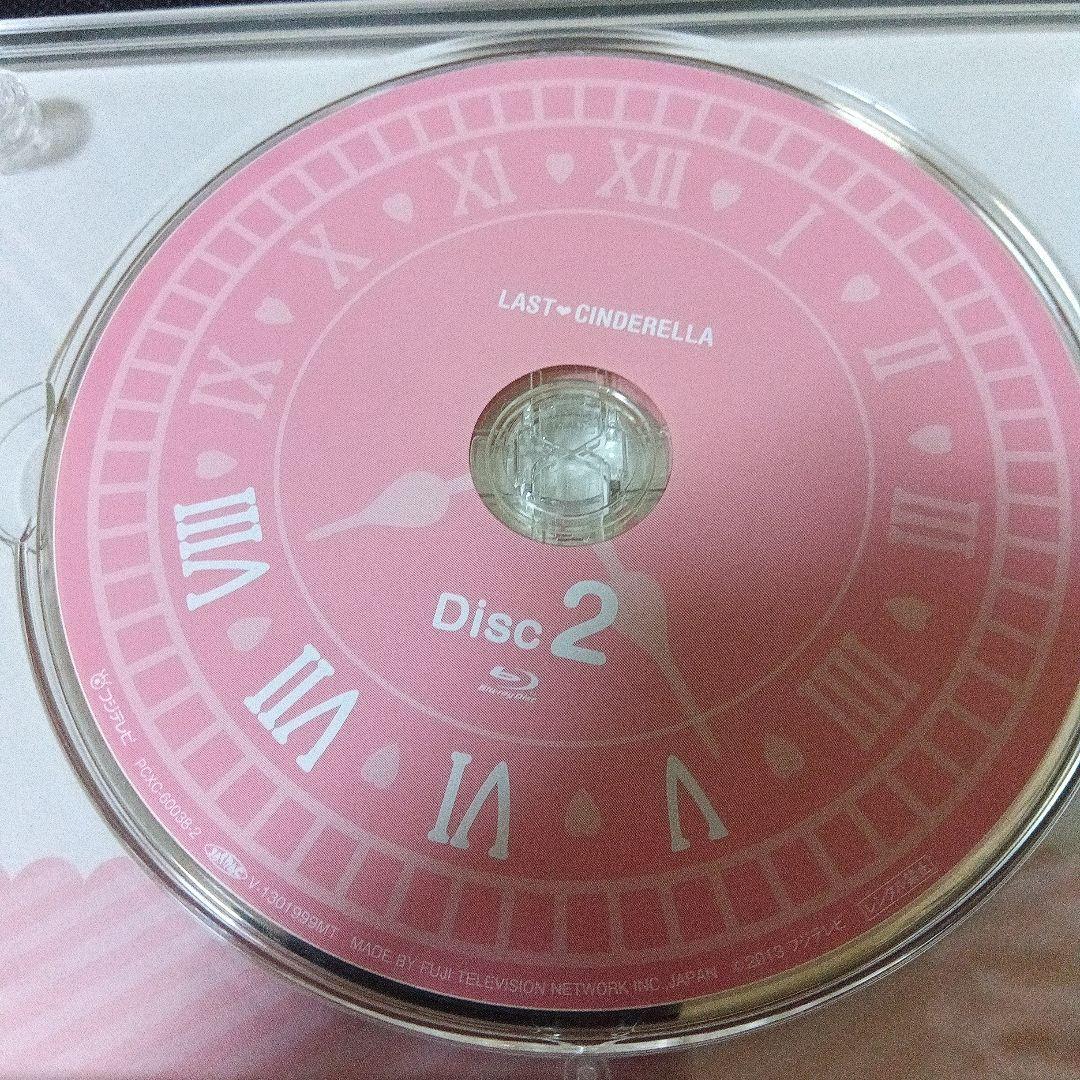 XII
I
II
III
IIII
V
VI
VII
VIII
IX
X
XI
LAST♥CINDERELLA
Disc 2
Blu-ray Disc
フジテレビ PCXC-60038-2 V-1301999MT MADE BY FUJI TELEVISION NETWORK INC. JAPAN ©2013 フジテレビ レンタル禁止